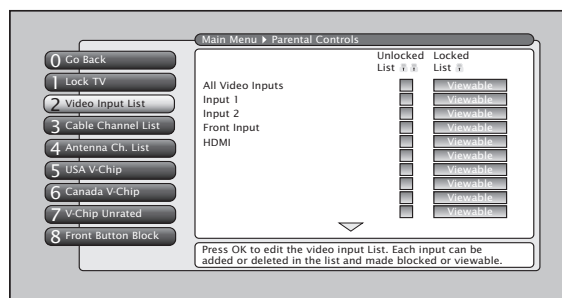 Main Menu ▶ Parental Controls
0 Go Back
1 Lock TV
2 Video Input List
3 Cable Channel List
4 Antenna Ch. List
5 USA V-Chip
6 Canada V-Chip
7 V-Chip Unrated
8 Front Button Block
Unlocked Locked
List List
All Video Inputs Viewable
Input 1 Viewable
Input 2 Viewable
Front Input Viewable
HDMI Viewable
Viewable
Viewable
Viewable
Viewable
Viewable
Press OK to edit the video input List. Each input can be
added or deleted in the list and made blocked or viewable.